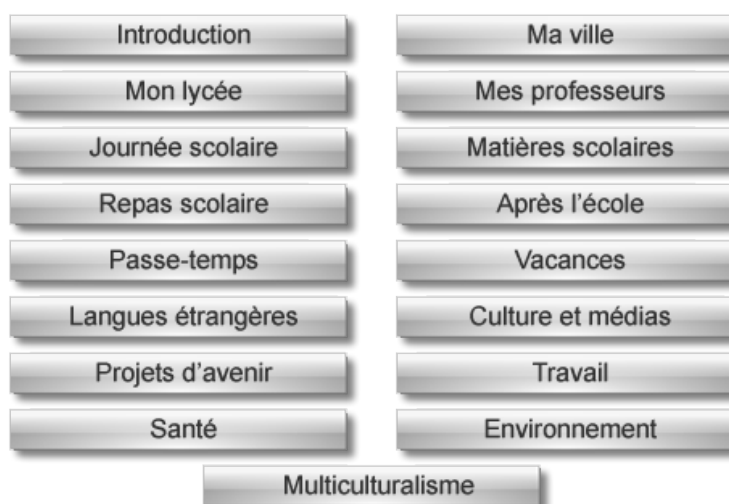 Introduction
Ma ville
Mon lycée
Mes professeurs
Journée scolaire
Matières scolaires
Repas scolaire
Après l’école
Passe-temps
Vacances
Langues étrangères
Culture et médias
Projets d’avenir
Travail
Santé
Environnement
Multiculturalisme